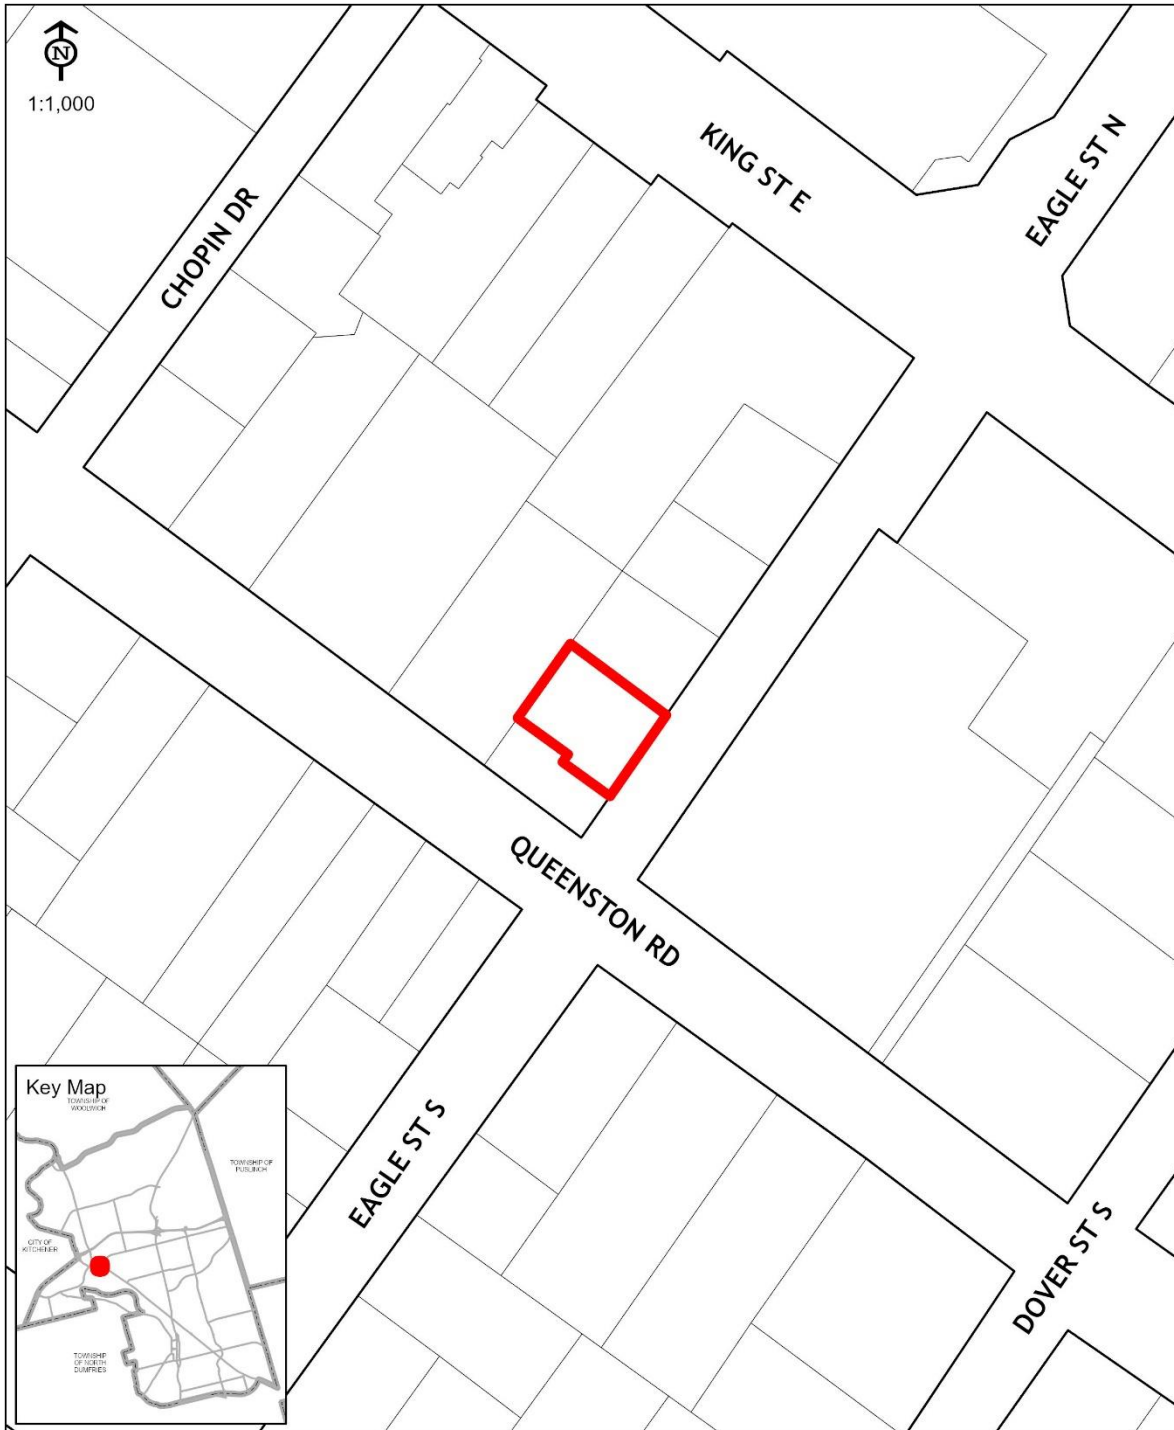 N
1:1,000
KING ST E
EAGLE ST N
CHOPIN DR
QUEENSTON RD
EAGLE ST S
DOVER ST S
Key Map
TOWNSHIP OF
WOOLWICH
TOWNSHIP OF
PUSLINCH
CITY OF
KITCHENER
TOWNSHIP
OF NORTH
DUMFRIES